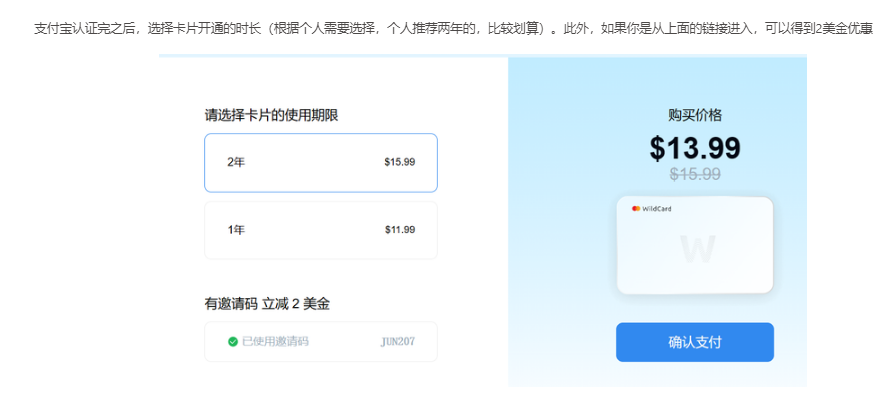 支付宝认证完之后，选择卡片开通的时长（根据个人需要选择，个人推荐两年的，比较划算）。此外，如果你是从上面的链接进入，可以得到2美金优惠
请选择卡片的使用期限
2年 $15.99
1年 $11.99
有邀请码 立减 2 美金
已使用邀请码 JUN207
购买价格
$13.99
$15.99
WildCard
W
确认支付